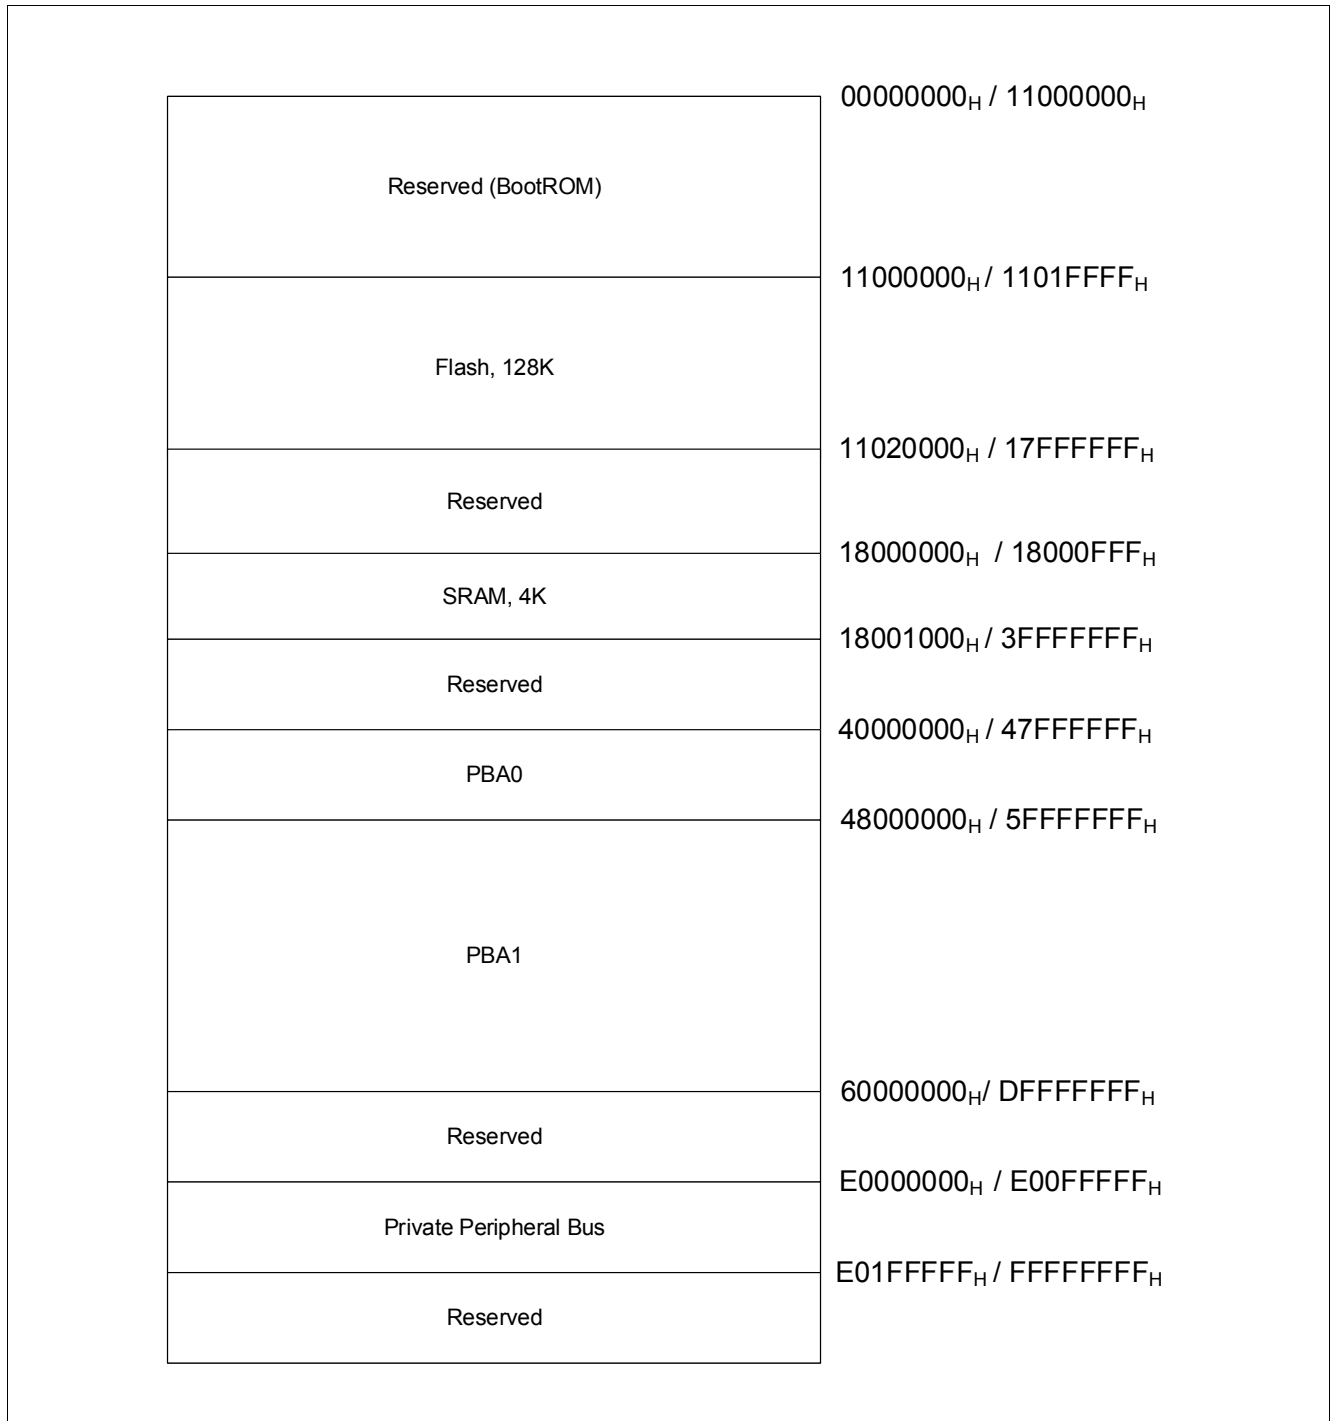 00000000H / 11000000H
Reserved (BootROM)
11000000H / 1101FFFFH
Flash, 128K
11020000H / 17FFFFFFH
Reserved
18000000H / 18000FFFH
SRAM, 4K
18001000H / 3FFFFFFFH
Reserved
40000000H / 47FFFFFFH
PBA0
48000000H / 5FFFFFFFH
PBA1
60000000H/ DFFFFFFFH
Reserved
E0000000H / E00FFFFFH
Private Peripheral Bus
E01FFFFFH / FFFFFFFFH
Reserved